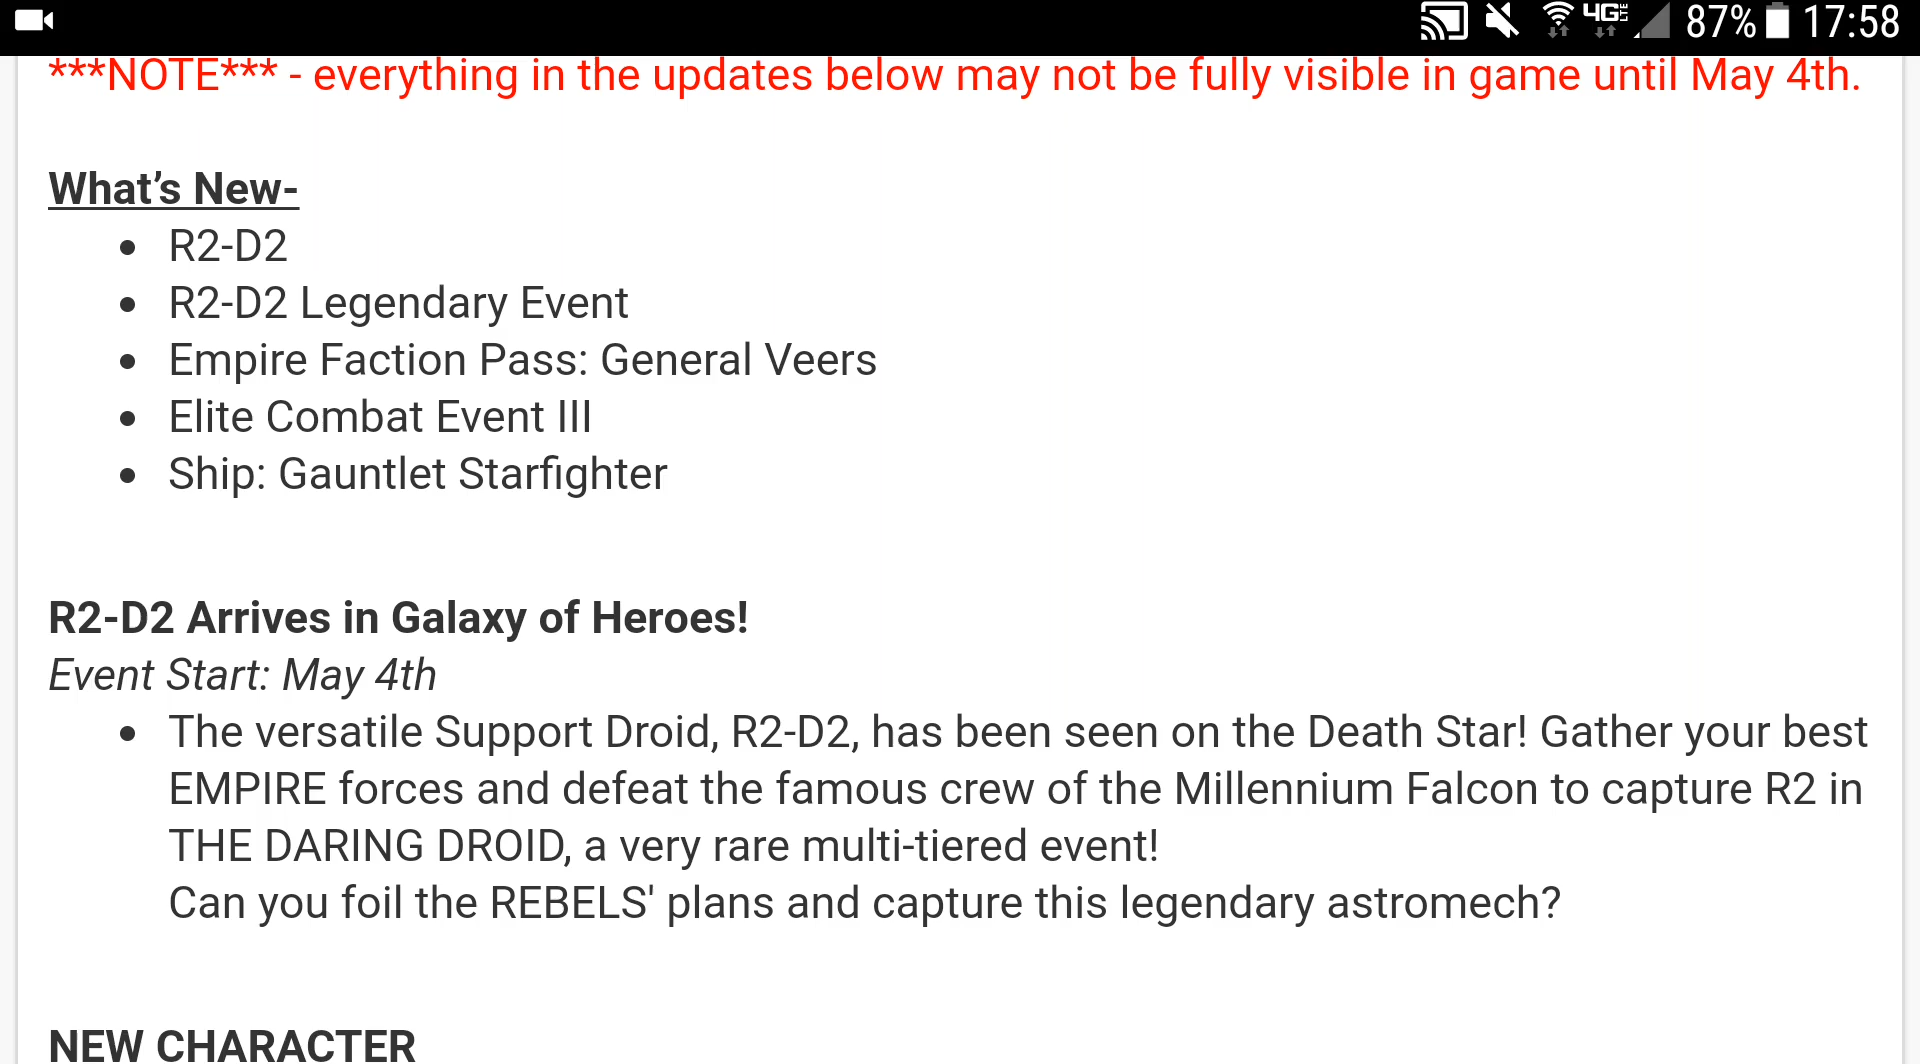 4G LTE 87% 17:58
***NOTE*** - everything in the updates below may not be fully visible in game until May 4th.
What’s New-
R2-D2
R2-D2 Legendary Event
Empire Faction Pass: General Veers
Elite Combat Event III
Ship: Gauntlet Starfighter
R2-D2 Arrives in Galaxy of Heroes!
Event Start: May 4th
The versatile Support Droid, R2-D2, has been seen on the Death Star! Gather your best
EMPIRE forces and defeat the famous crew of the Millennium Falcon to capture R2 in
THE DARING DROID, a very rare multi-tiered event!
Can you foil the REBELS' plans and capture this legendary astromech?
NEW CHARACTER